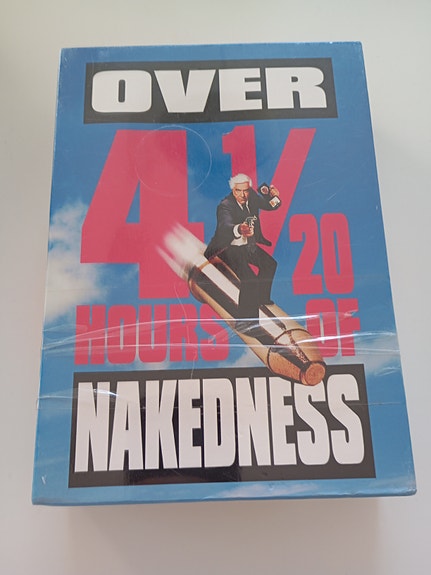 OVER
4 1/20
HOURS OF
NAKEDNESS